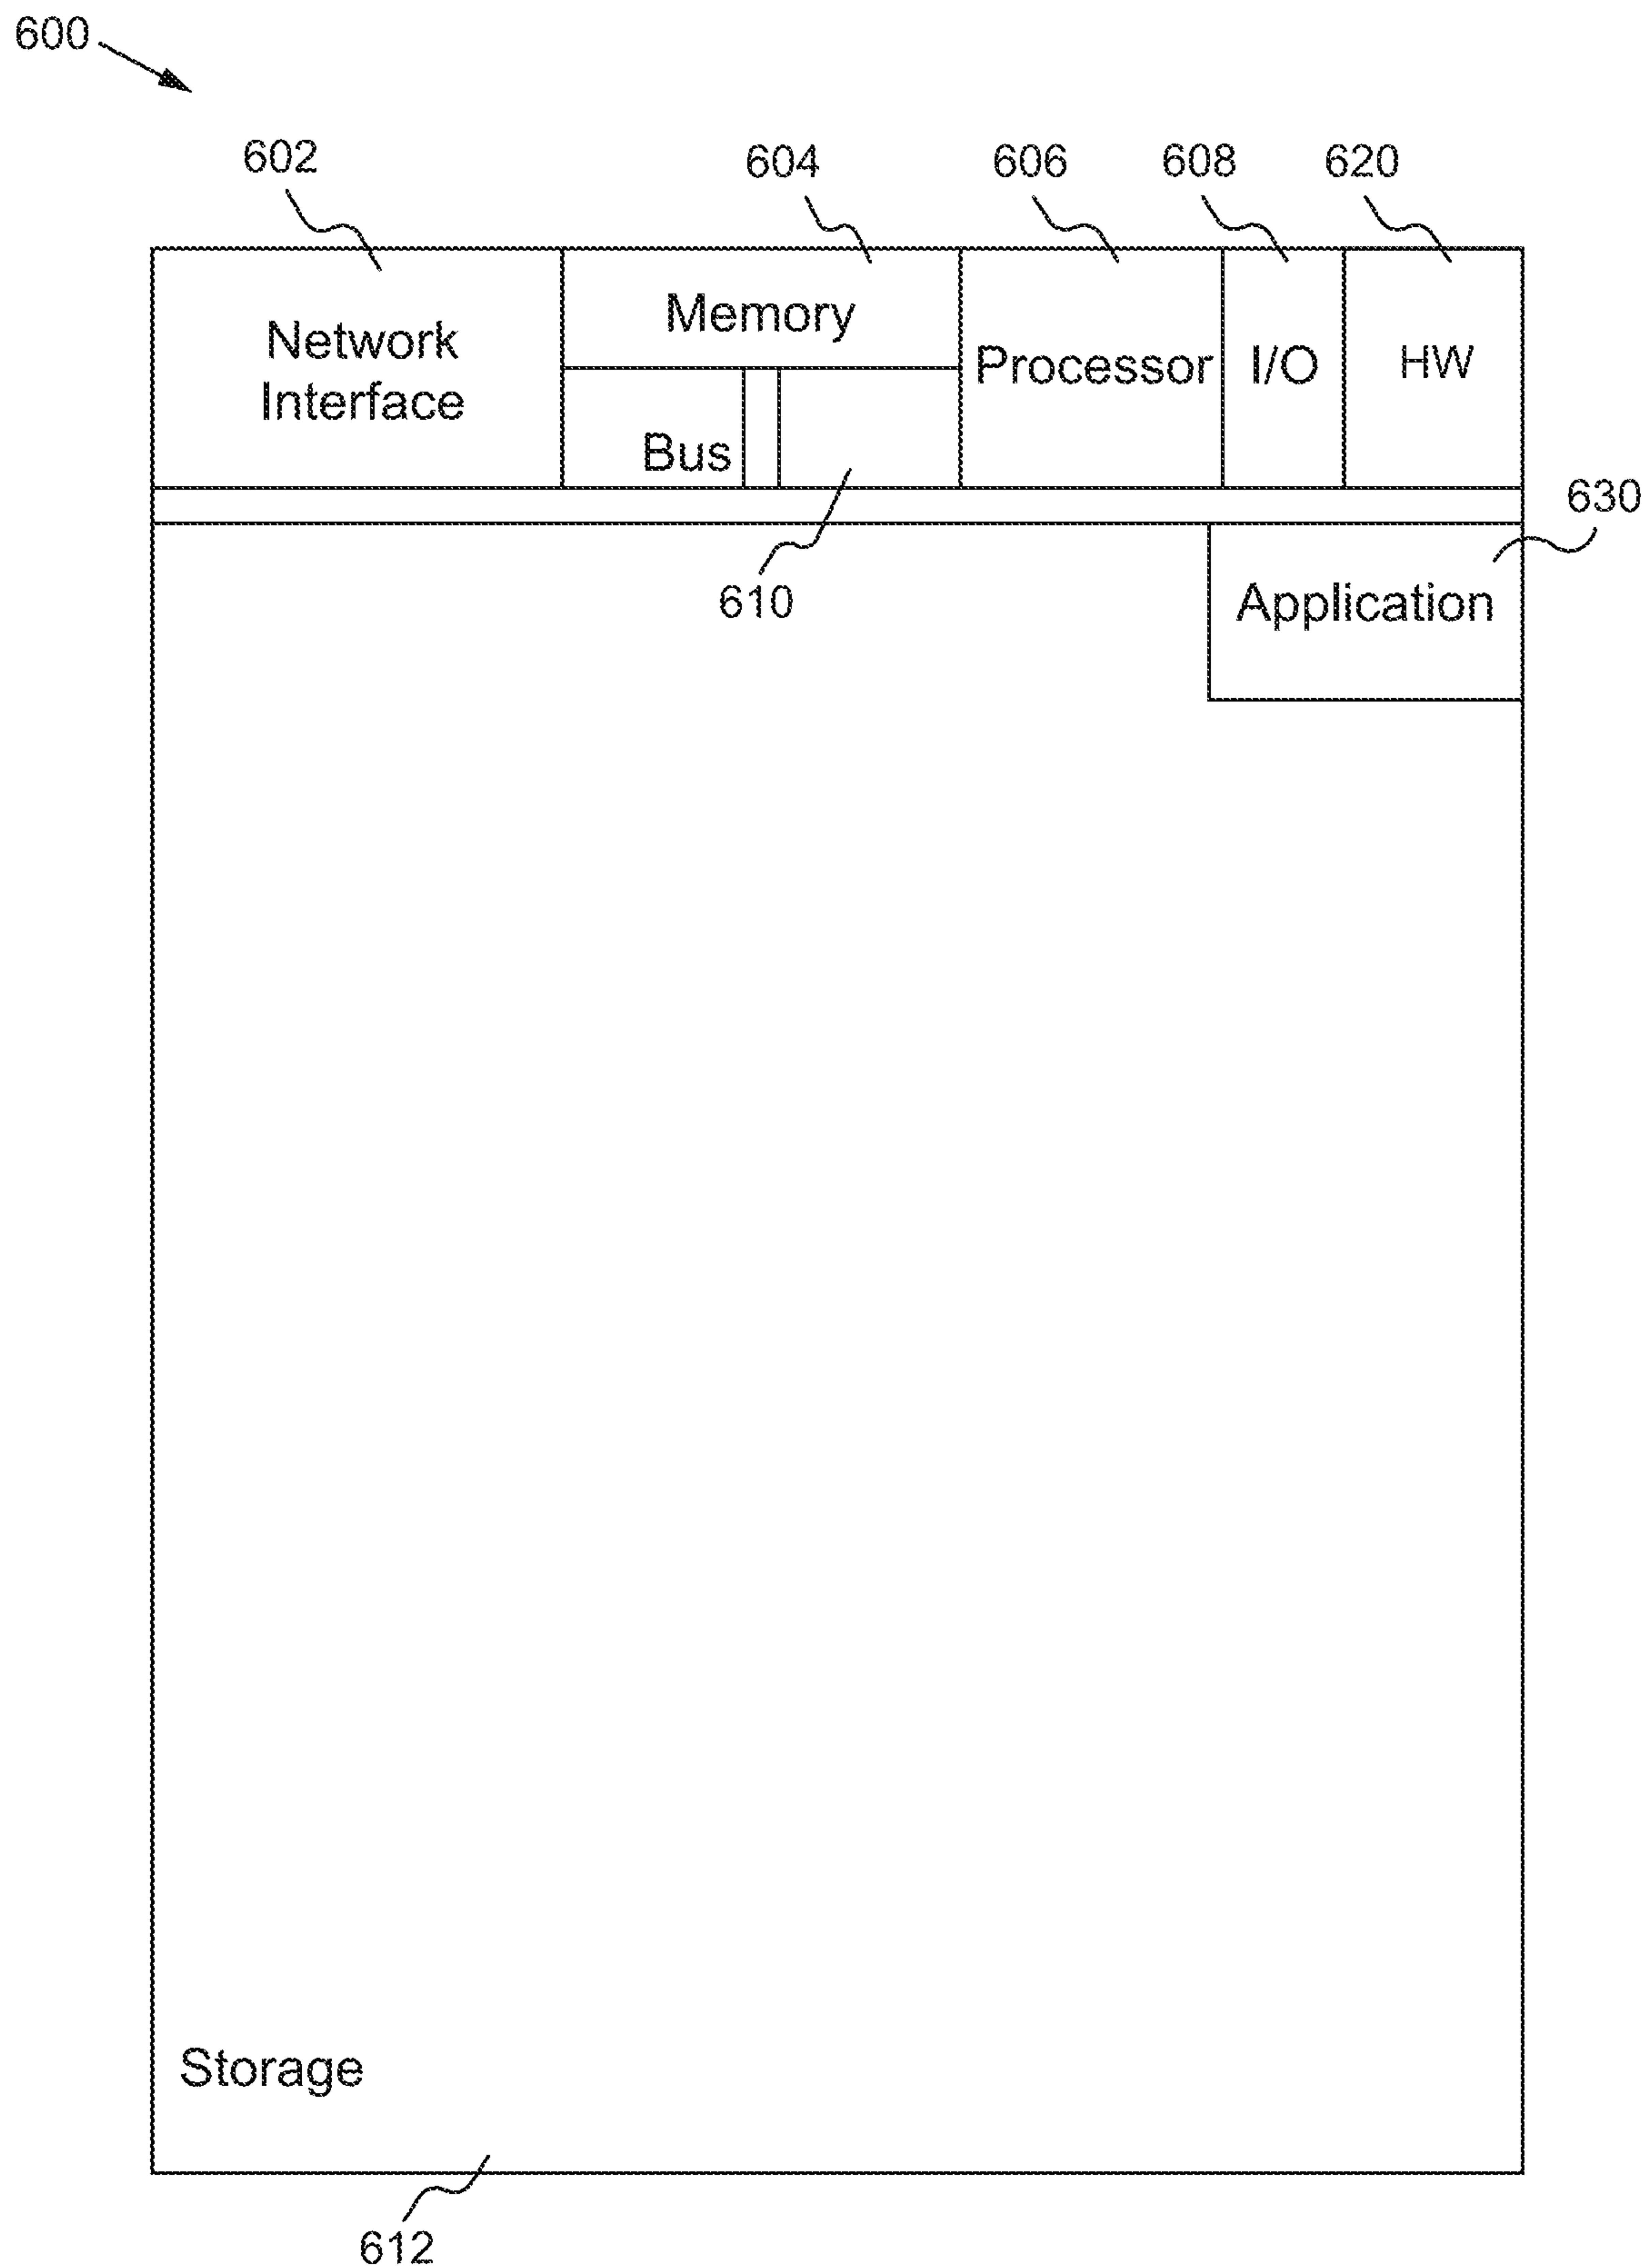 600
602
604
606
608
620
Network
Interface
Memory
Processor
I/O
HW
Bus
630
610
Application
Storage
612